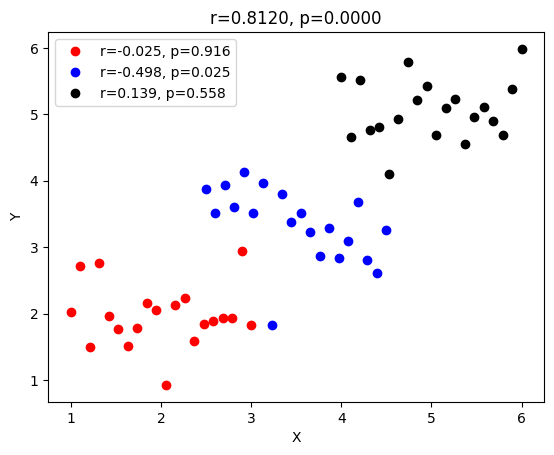 r=0.8120, p=0.0000
r=-0.025, p=0.916
r=-0.498, p=0.025
r=0.139, p=0.558
6
5
4
3
2
1
Y
1 2 3 4 5 6
X